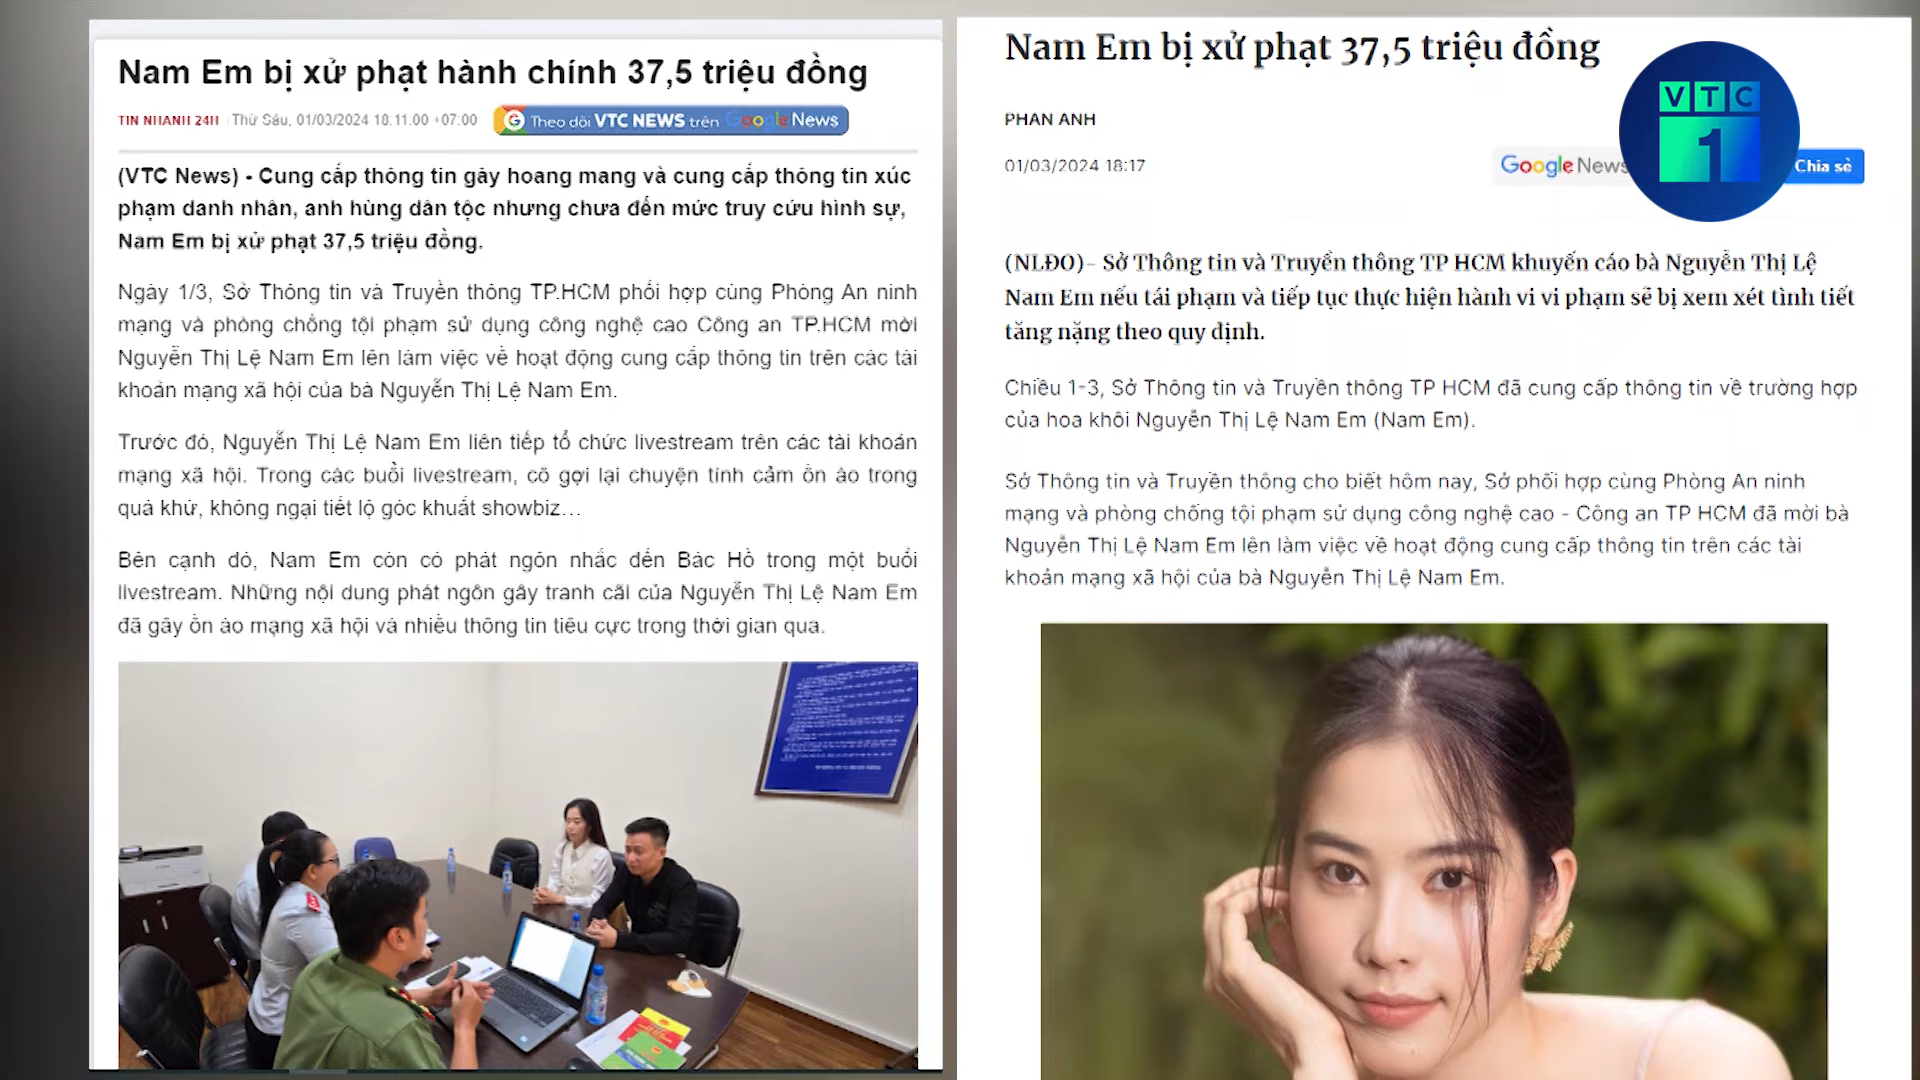 Nam Em bị xử phạt hành chính 37,5 triệu đồng
TIN NHANH 24H Thứ Sáu, 01/03/2024 18:11:00 +07:00
Theo dõi VTC NEWS trên Google News
(VTC News) - Cung cấp thông tin gây hoang mang và cung cấp thông tin xúc
phạm danh nhân, anh hùng dân tộc nhưng chưa đến mức truy cứu hình sự,
Nam Em bị xử phạt 37,5 triệu đồng.
Ngày 1/3, Sở Thông tin và Truyền thông TP.HCM phối hợp cùng Phòng An ninh
mạng và phòng chống tội phạm sử dụng công nghệ cao Công an TP.HCM mời
Nguyễn Thị Lệ Nam Em lên làm việc về hoạt động cung cấp thông tin trên các tài
khoản mạng xã hội của bà Nguyễn Thị Lệ Nam Em.
Trước đó, Nguyễn Thị Lệ Nam Em liên tiếp tổ chức livestream trên các tài khoản
mạng xã hội. Trong các buổi livestream, cô gợi lại chuyện tình cảm ồn ào trong
quá khứ, không ngại tiết lộ góc khuất showbiz...
Bên cạnh đó, Nam Em còn có phát ngôn nhắc đến Bác Hồ trong một buổi
livestream. Những nội dung phát ngôn gây tranh cãi của Nguyễn Thị Lệ Nam Em
đã gây ồn ào mạng xã hội và nhiều thông tin tiêu cực trong thời gian qua.
Nam Em bị xử phạt 37,5 triệu đồng
PHAN ANH
01/03/2024 18:17
Google News
Chia sẻ
VTC
1
(NLĐO)- Sở Thông tin và Truyền thông TP HCM khuyến cáo bà Nguyễn Thị Lệ
Nam Em nếu tái phạm và tiếp tục thực hiện hành vi vi phạm sẽ bị xem xét tình tiết
tăng nặng theo quy định.
Chiều 1-3, Sở Thông tin và Truyền thông TP HCM đã cung cấp thông tin về trường hợp
của hoa khôi Nguyễn Thị Lệ Nam Em (Nam Em).
Sở Thông tin và Truyền thông cho biết hôm nay, Sở phối hợp cùng Phòng An ninh
mạng và phòng chống tội phạm sử dụng công nghệ cao - Công an TP HCM đã mời bà
Nguyễn Thị Lệ Nam Em lên làm việc về hoạt động cung cấp thông tin trên các tài
khoản mạng xã hội của bà Nguyễn Thị Lệ Nam Em.